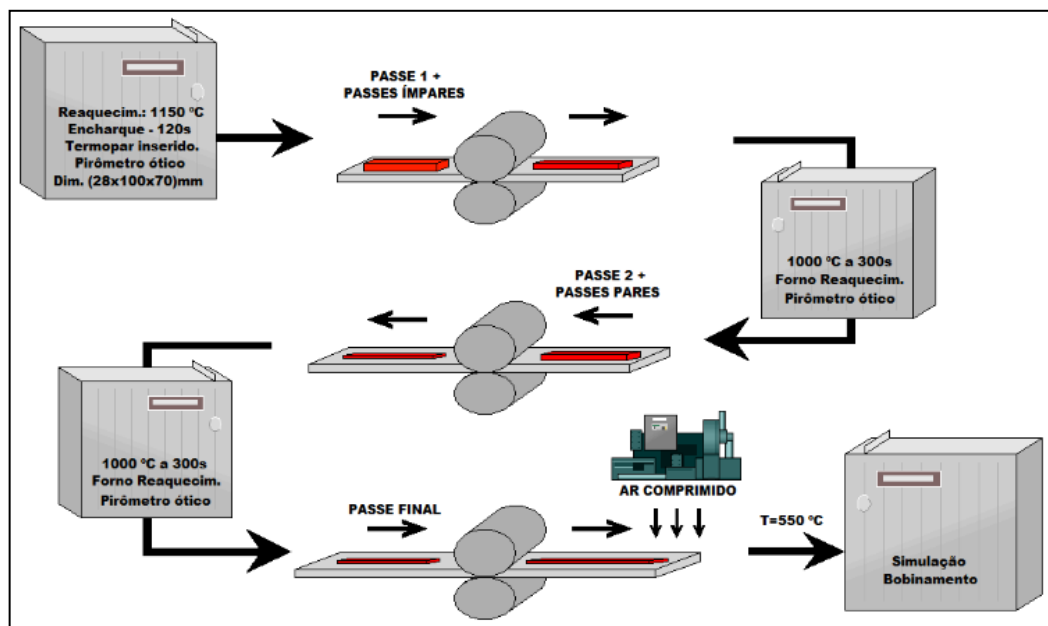 Reaquecim.: 1150 ºC
Encharque - 120s
Termopar inserido.
Pirômetro ótico
Dim. (28x100x70)mm
PASSE 1 +
PASSES ÍMPARES
1000 ºC a 300s
Forno Reaquecim.
Pirômetro ótico
PASSE 2 +
PASSES PARES
1000 ºC a 300s
Forno Reaquecim.
Pirômetro ótico
PASSE FINAL
AR COMPRIMIDO
T=550 ºC
Simulação
Bobinamento